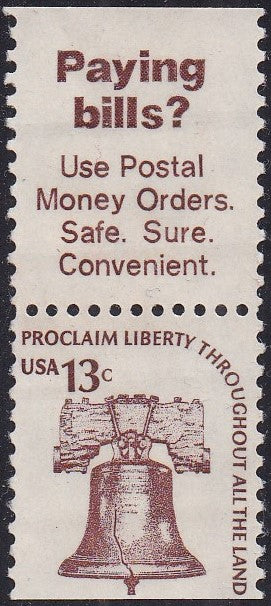 Paying
bills?
Use Postal
Money Orders.
Safe. Sure.
Convenient.
PROCLAIM LIBERTY THROUGHOUT ALL THE LAND
USA 13c